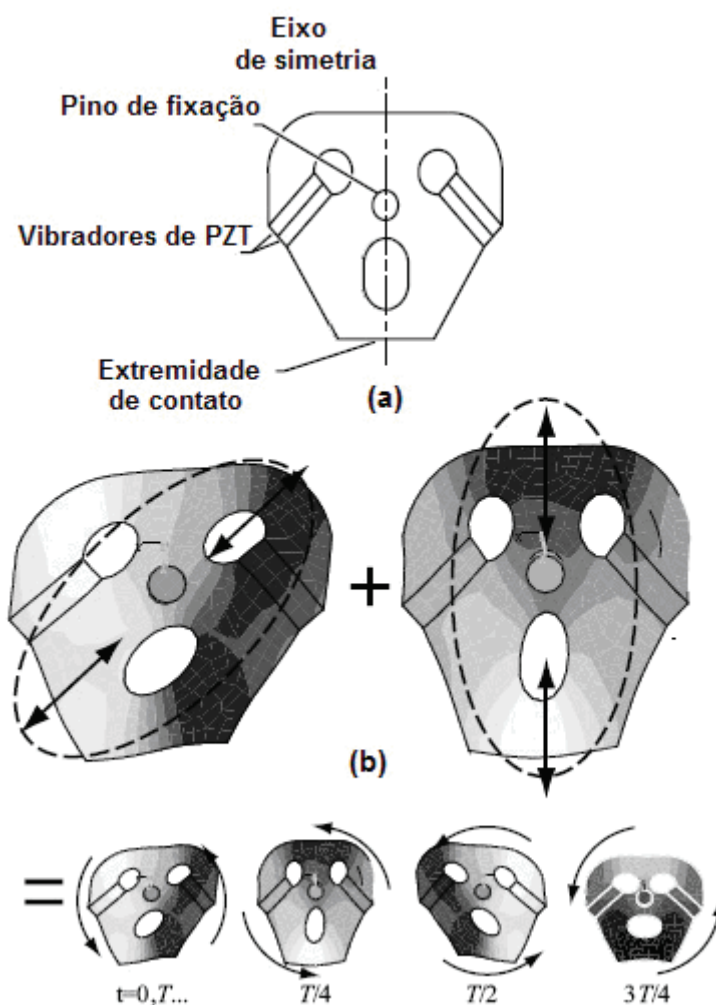 Eixo
de simetria
Pino de fixação
Vibradores de PZT
Extremidade
de contato
(a)
+
(b)
=
t=0,T... T/4 T/2 3T/4